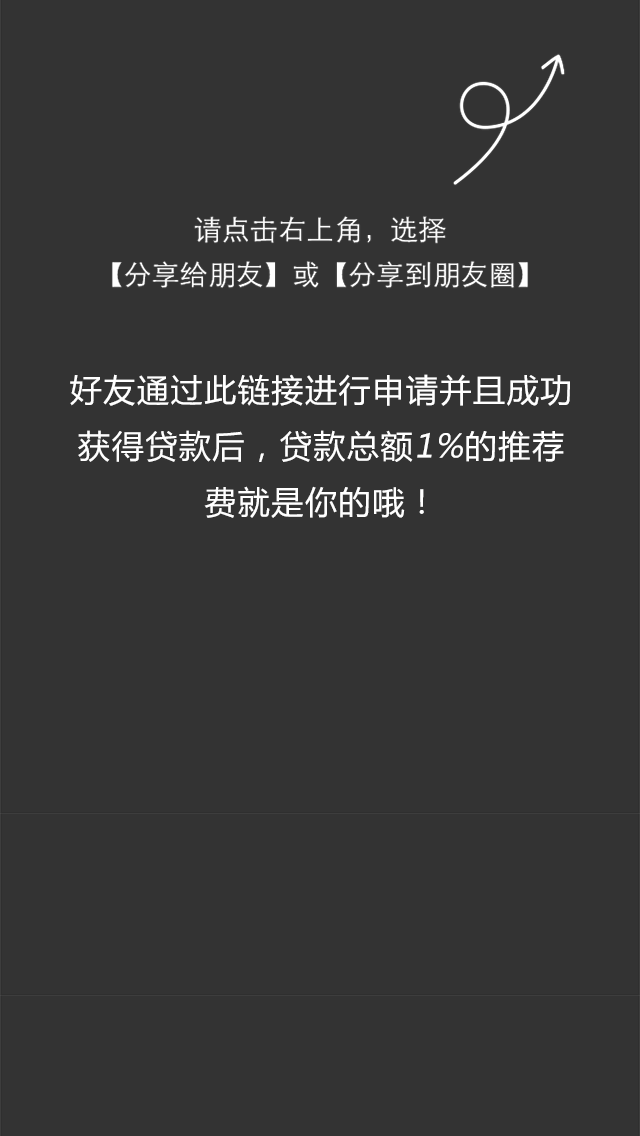 请点击右上角，选择
【分享给朋友】或【分享到朋友圈】
好友通过此链接进行申请并且成功
获得贷款后，贷款总额1%的推荐
费就是你的哦！